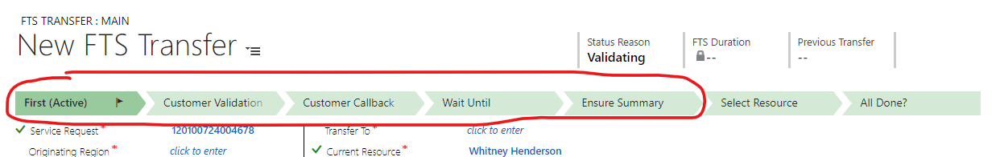 FTS TRANSFER : MAIN
New FTS Transfer
Status Reason
Validating
FTS Duration
--
Previous Transfer
--
First (Active) Customer Validation Customer Callback Wait Until Ensure Summary Select Resource All Done?
Service Request * 120100724004678 Transfer To * click to enter
Originating Region * click to enter Current Resource * Whitney Henderson